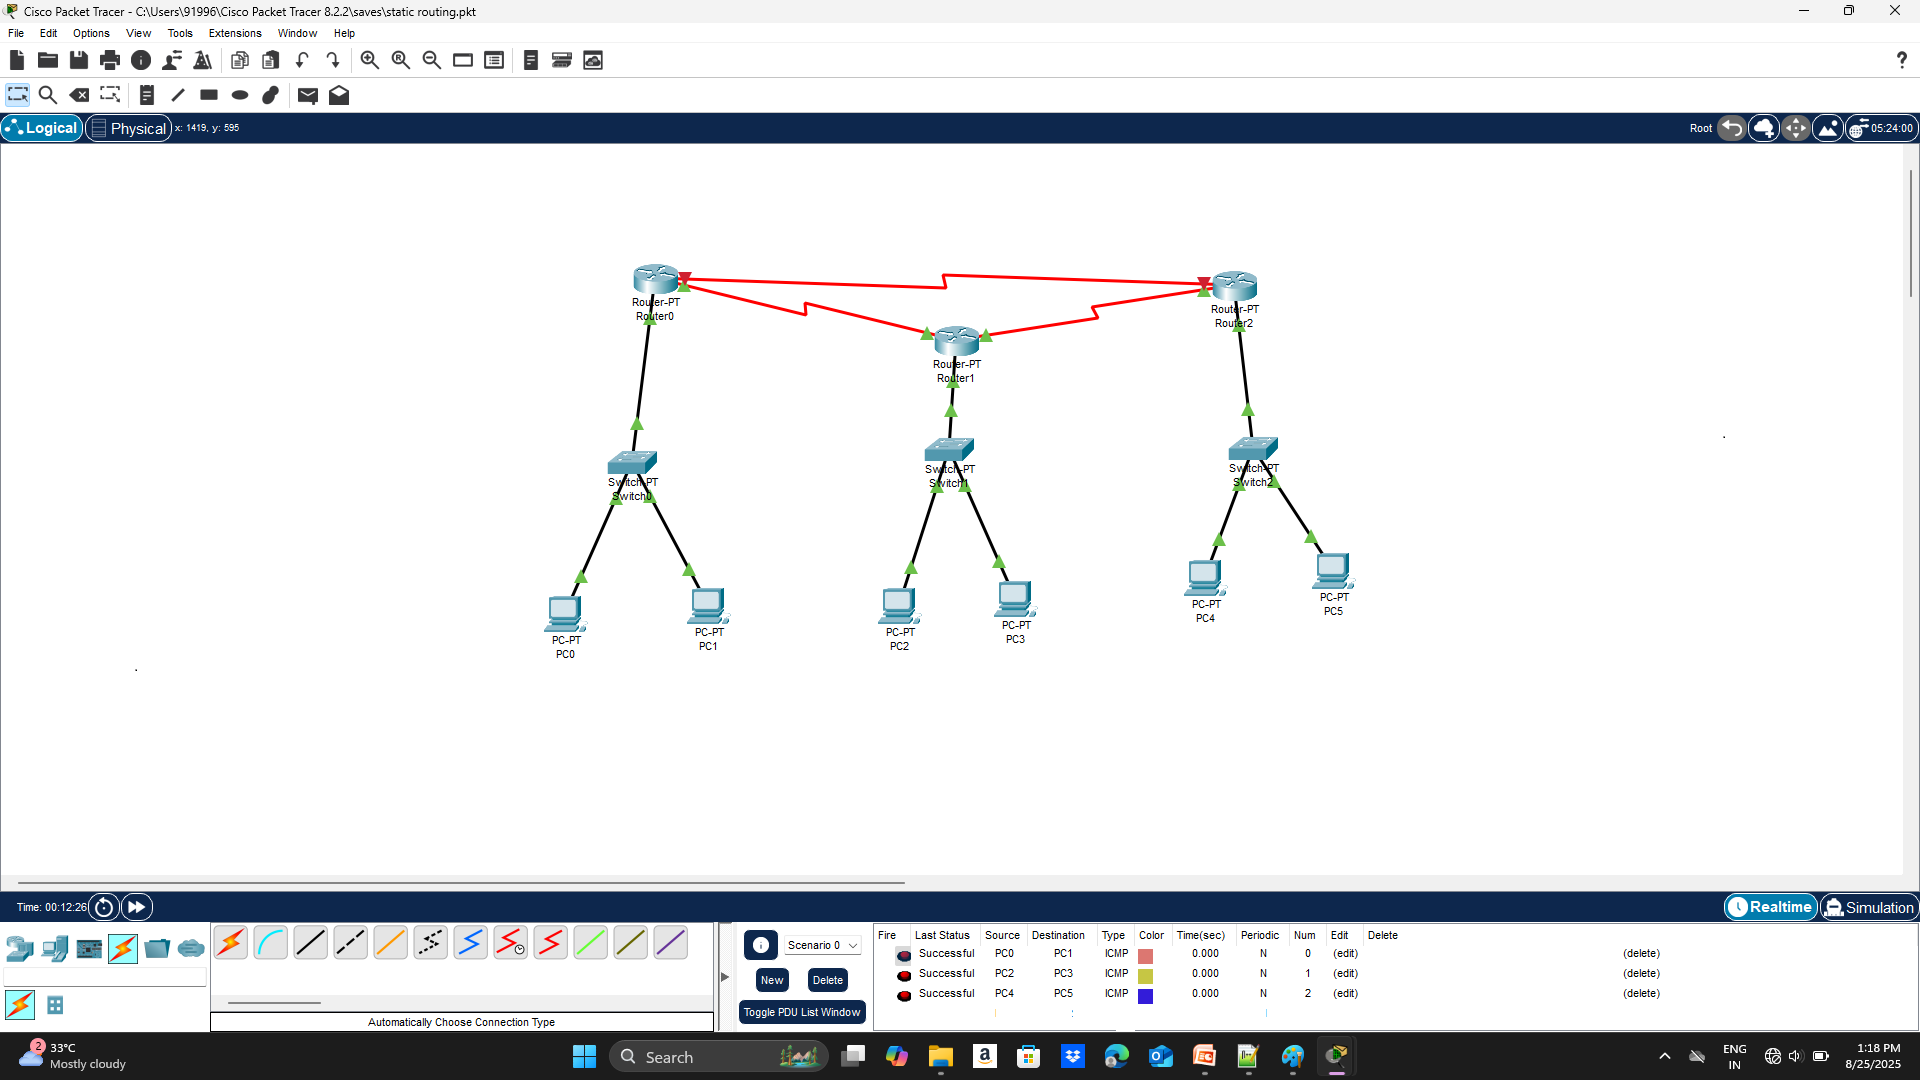 Cisco Packet Tracer - C:\Users\91996\Cisco Packet Tracer 8.2.2\saves\static routing.pkt
File Edit Options View Tools Extensions Window Help
Logical Physical x: 1419, y: 595 Root 05:24:00
Router-PT
Router0
Router-PT
Router2
Router-PT
Router1
Switch-PT
Switch0
Switch-PT
Switch1
Switch-PT
Switch2
PC-PT
PC0
PC-PT
PC1
PC-PT
PC2
PC-PT
PC3
PC-PT
PC4
PC-PT
PC5
Time: 00:12:26 Realtime Simulation
Scenario 0
New Delete
Toggle PDU List Window
Fire Last Status Source Destination Type Color Time(sec) Periodic Num Edit Delete
Successful PC0 PC1 ICMP 0.000 N 0 (edit) (delete)
Successful PC2 PC3 ICMP 0.000 N 1 (edit) (delete)
Successful PC4 PC5 ICMP 0.000 N 2 (edit) (delete)
Automatically Choose Connection Type
2
33°C
Mostly cloudy
Search
ENG
IN
1:18 PM
8/25/2025